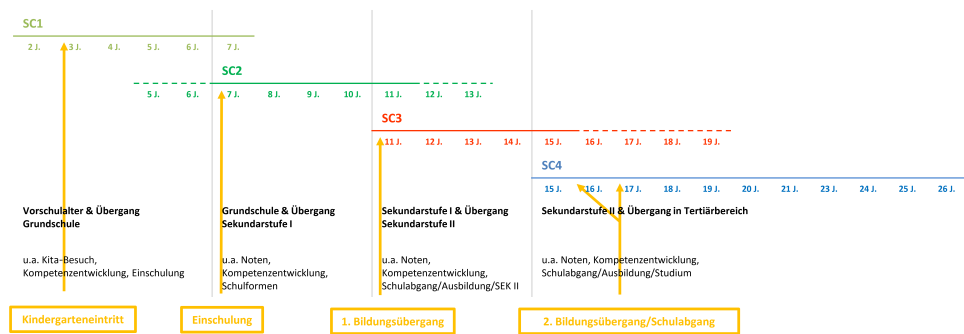 SC1
2 J. 3 J. 4 J. 5 J. 6 J. 7 J.
SC2
5 J. 6 J. 7 J. 8 J. 9 J. 10 J. 11 J. 12 J. 13 J.
SC3
11 J. 12 J. 13 J. 14 J. 15 J. 16 J. 17 J. 18 J. 19 J.
SC4
15 J. 16 J. 17 J. 18 J. 19 J. 20 J. 21 J. 23 J. 24 J. 25 J. 26 J.
Vorschulalter & Übergang
Grundschule
u.a. Kita-Besuch,
Kompetenzentwicklung, Einschulung
Grundschule & Übergang
Sekundarstufe I
u.a. Noten,
Kompetenzentwicklung,
Schulformen
Sekundarstufe I & Übergang
Sekundarstufe II
u.a. Noten,
Kompetenzentwicklung,
Schulabgang/Ausbildung/SEK II
Sekundarstufe II & Übergang in Tertiärbereich
u.a. Noten, Kompetenzentwicklung,
Schulabgang/Ausbildung/Studium
Kindergarteneintritt
Einschulung
1. Bildungsübergang
2. Bildungsübergang/Schulabgang